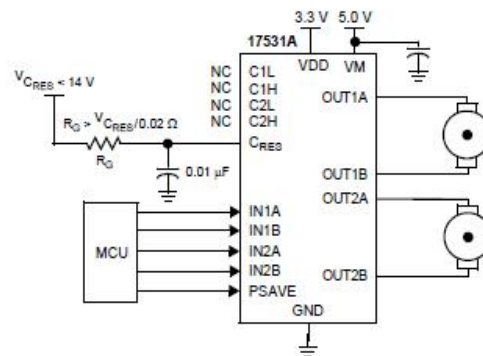 3.3 V 5.0 V
17531A
VDD VM
V CRES < 14 V
NC C1L
NC C1H
NC C2L
NC C2H
OUT1A
RG > VCRES/0.02 Ω
CRES
RG
0.01 µF
OUT1B
OUT2A
MCU
IN1A
IN1B
IN2A
IN2B
PSAVE
OUT2B
GND